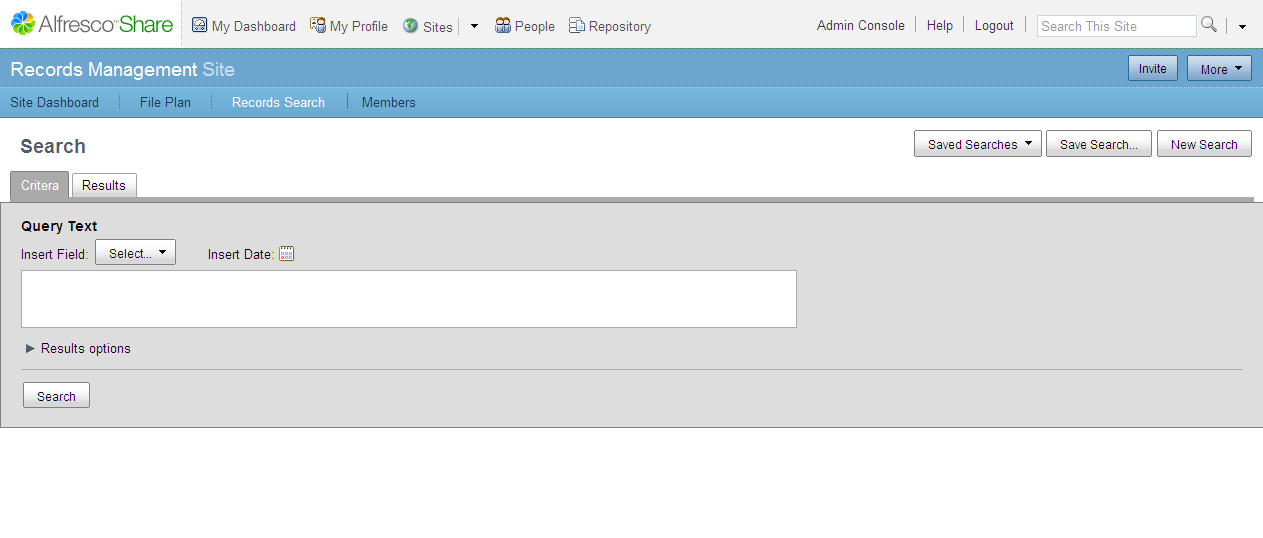 Alfresco™ Share My Dashboard My Profile Sites People Repository Admin Console Help Logout Search This Site
Records Management Site Invite More
Site Dashboard File Plan Records Search Members
Search Saved Searches Save Search... New Search
Critera Results
Query Text
Insert Field: Select... Insert Date:
Results options
Search